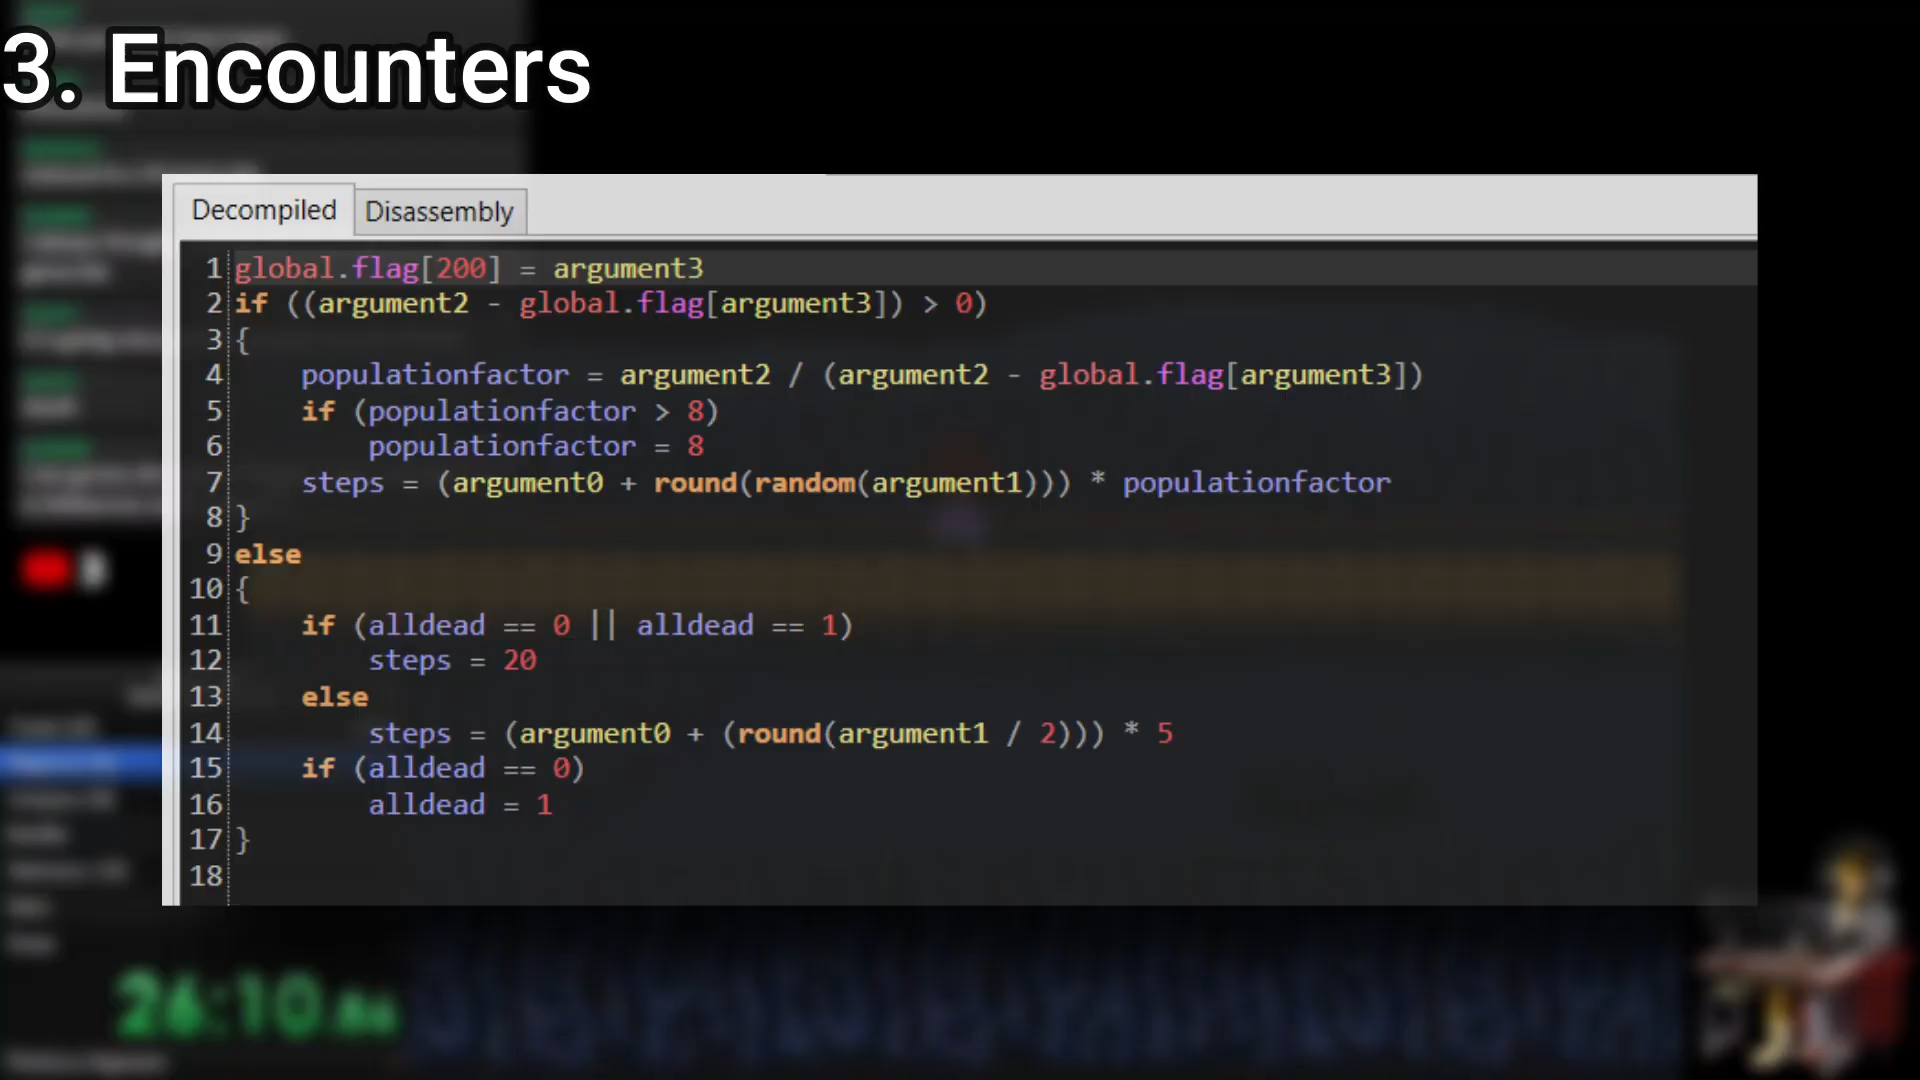 3. Encounters
Decompiled Disassembly
1 global.flag[200] = argument3
2 if ((argument2 - global.flag[argument3]) > 0)
3 {
4 populationfactor = argument2 / (argument2 - global.flag[argument3])
5 if (populationfactor > 8)
6 populationfactor = 8
7 steps = (argument0 + round(random(argument1))) * populationfactor
8 }
9 else
10 {
11 if (alldead == 0 || alldead == 1)
12 steps = 20
13 else
14 steps = (argument0 + (round(argument1 / 2))) * 5
15 if (alldead == 0)
16 alldead = 1
17 }
18
26:10